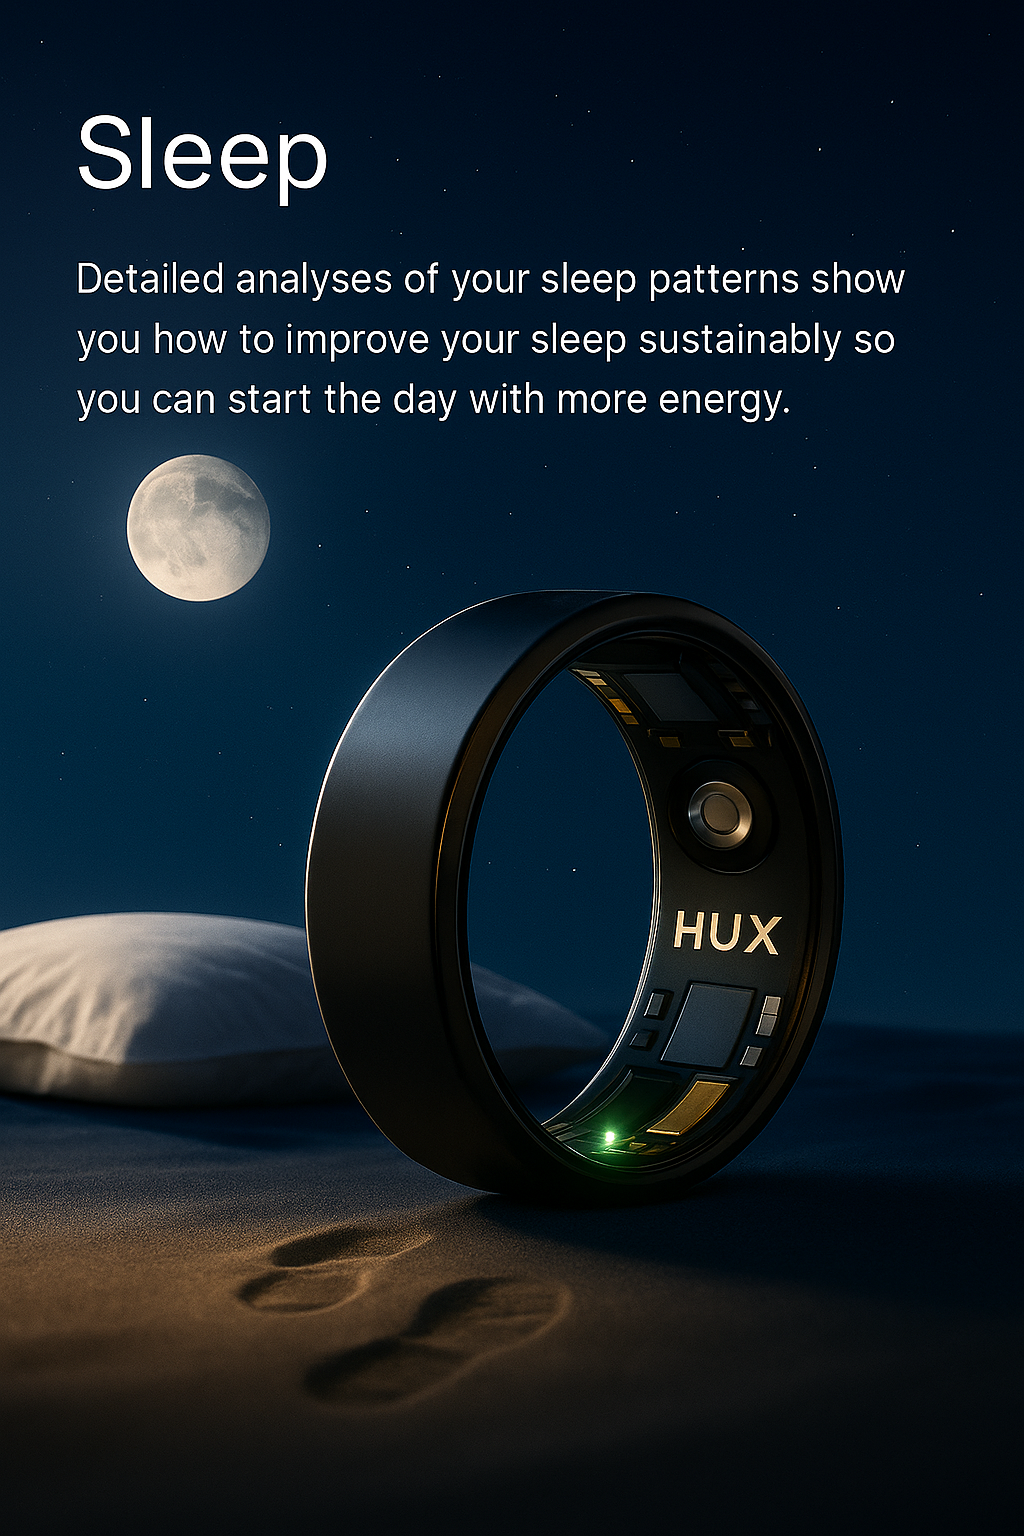 Sleep
Detailed analyses of your sleep patterns show
you how to improve your sleep sustainably so
you can start the day with more energy.
HUX